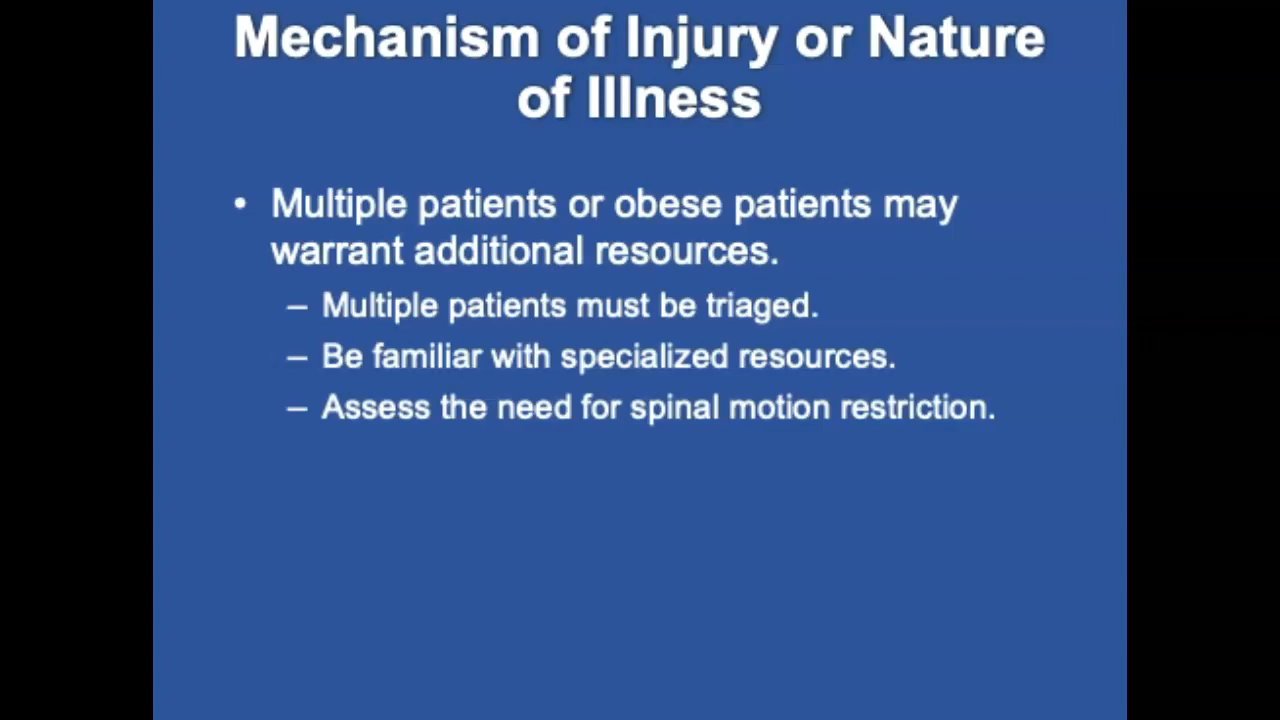 Mechanism of Injury or Nature
of Illness
• Multiple patients or obese patients may
warrant additional resources.
– Multiple patients must be triaged.
– Be familiar with specialized resources.
– Assess the need for spinal motion restriction.